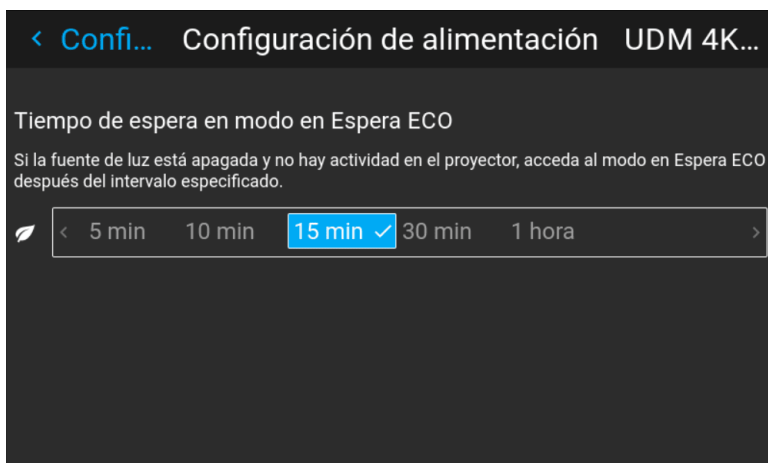 < Confi... Configuración de alimentación UDM 4K...
Tiempo de espera en modo en Espera ECO
Si la fuente de luz está apagada y no hay actividad en el proyector, acceda al modo en Espera ECO
después del intervalo especificado.
< 5 min 10 min 15 min ✓ 30 min 1 hora >